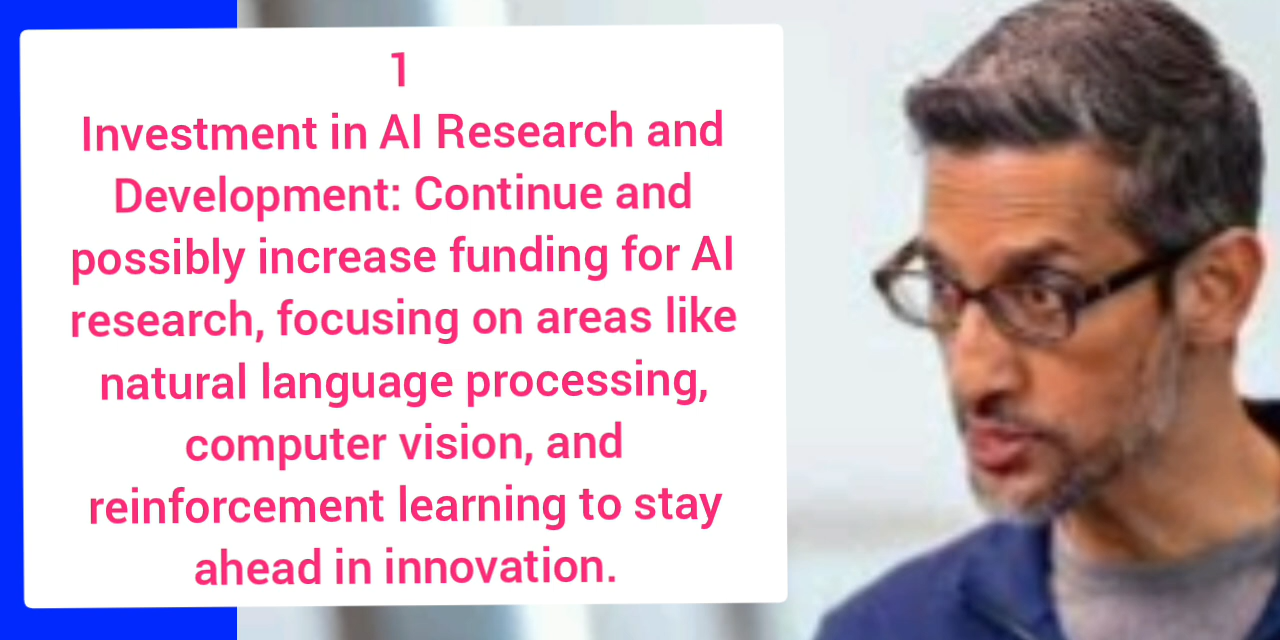 1
Investment in AI Research and
Development: Continue and
possibly increase funding for AI
research, focusing on areas like
natural language processing,
computer vision, and
reinforcement learning to stay
ahead in innovation.